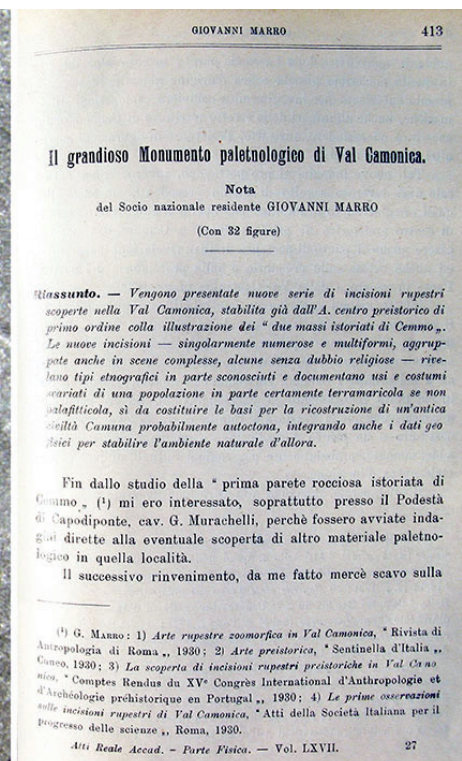 GIOVANNI MARRO 413
Il grandioso Monumento paletnologico di Val Camonica.
Nota
del Socio nazionale residente GIOVANNI MARRO
(Con 32 figure)
Riassunto. — Vengono presentate nuove serie di incisioni rupestri
scoperte nella Val Camonica, stabilita già dall'A. centro preistorico di
primo ordine colla illustrazione dei “ due massi istoriati di Cemmo „.
Le nuove incisioni — singolarmente numerose e multiformi, aggrup-
pate anche in scene complesse, alcune senza dubbio religiose — rive-
lano tipi etnografici in parte sconosciuti e documentano usi e costumi
svariati di una popolazione in parte certamente terramaricola se non
palafitticola, sì da costituire le basi per la ricostruzione di un'antica
civiltà Camuna probabilmente autoctona, integrando anche i dati geo
fisici per stabilire l'ambiente naturale d'allora.
Fin dallo studio della “ prima parete rocciosa istoriata di
Cemmo „ (¹) mi ero interessato, soprattutto presso il Podestà
di Capodiponte, cav. G. Murachelli, perchè fossero avviate inda-
gini dirette alla eventuale scoperta di altro materiale paletno-
logico in quella località.
Il successivo rinvenimento, da me fatto mercè scavo sulla
(¹) G. MARRO: 1) Arte rupestre zoomorfica in Val Camonica, “ Rivista di
Antropologia di Roma „, 1930; 2) Arte preistorica, “ Sentinella d'Italia „,
Cuneo, 1930; 3) La scoperta di incisioni rupestri preistoriche in Val Camo
nica, “ Comptes Rendus du XVᵉ Congrès International d'Anthropologie et
d'Archéologie préhistorique en Portugal „, 1930; 4) Le prime osservazioni
sulle incisioni rupestri di Val Camonica, “ Atti della Società Italiana per il
progresso delle scienze „, Roma, 1930.
Atti Reale Accad. - Parte Fisica. — Vol. LXVII. 27